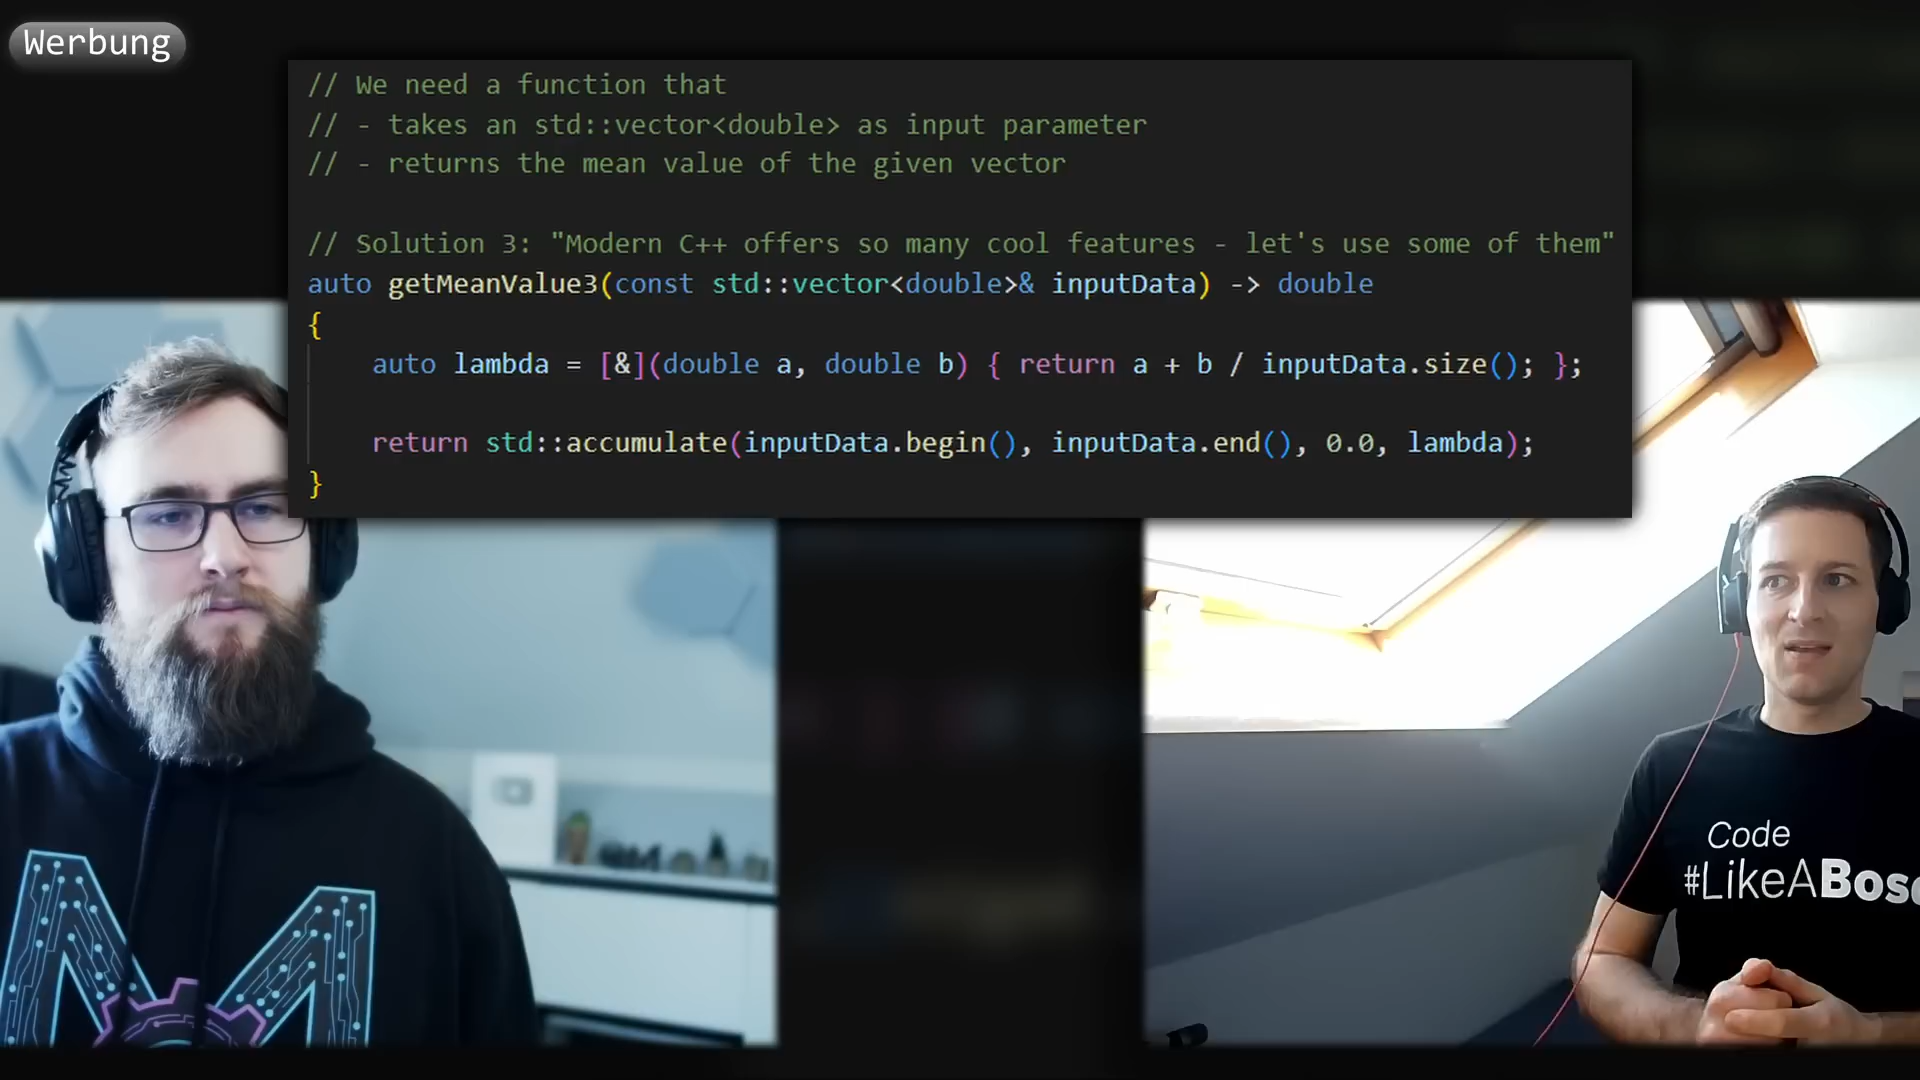 Werbung
// We need a function that
// - takes an std::vector<double> as input parameter
// - returns the mean value of the given vector
// Solution 3: "Modern C++ offers so many cool features - let's use some of them"
auto getMeanValue3(const std::vector<double>& inputData) -> double
{
auto lambda = [&](double a, double b) { return a + b / inputData.size(); };
return std::accumulate(inputData.begin(), inputData.end(), 0.0, lambda);
}
Code
#LikeABos
M